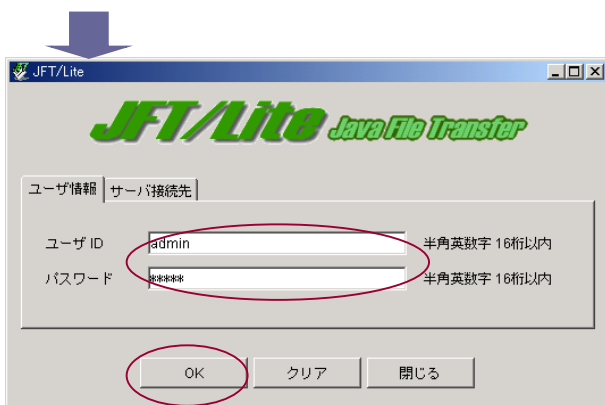 JFT/Lite
JFT/Lite Java File Transfer
ユーザ情報 サーバ接続先
ユーザ ID admin 半角英数字 16桁以内
パスワード ***** 半角英数字 16桁以内
OK クリア 閉じる